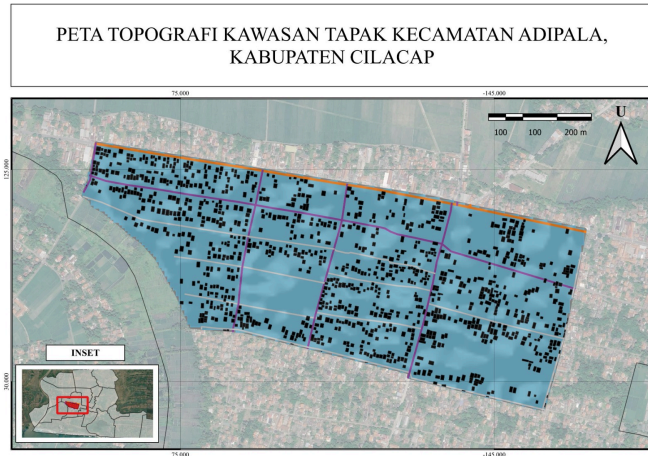 PETA TOPOGRAFI KAWASAN TAPAK KECAMATAN ADIPALA,
KABUPATEN CILACAP
75.000
-145.000
100 100 200 m
U
125.000
30.000
INSET
75.000
-145.000